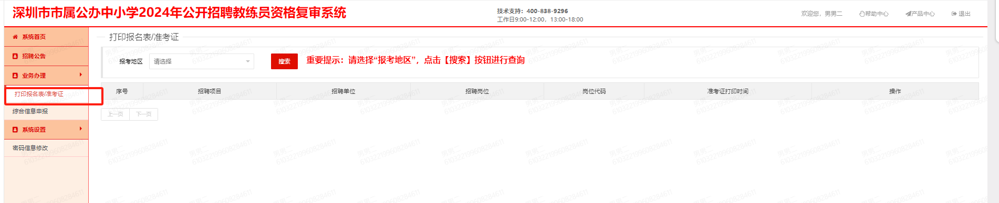 深圳市市属公办中小学2024年公开招聘教练员资格复审系统
技术支持：400-838-9296
工作日9:00-12:00，13:00-18:00
欢迎您，男男二
帮助中心
产品中心
退出
系统首页
招聘公告
业务办理
打印报名表/准考证
综合信息申报
系统设置
密码信息修改
打印报名表/准考证
报考地区
请选择
搜索
重要提示：请选择“报考地区”，点击【搜索】按钮进行查询
序号 招聘项目 招聘单位 招聘岗位 岗位代码 准考证打印时间 操作
上一页 下一页